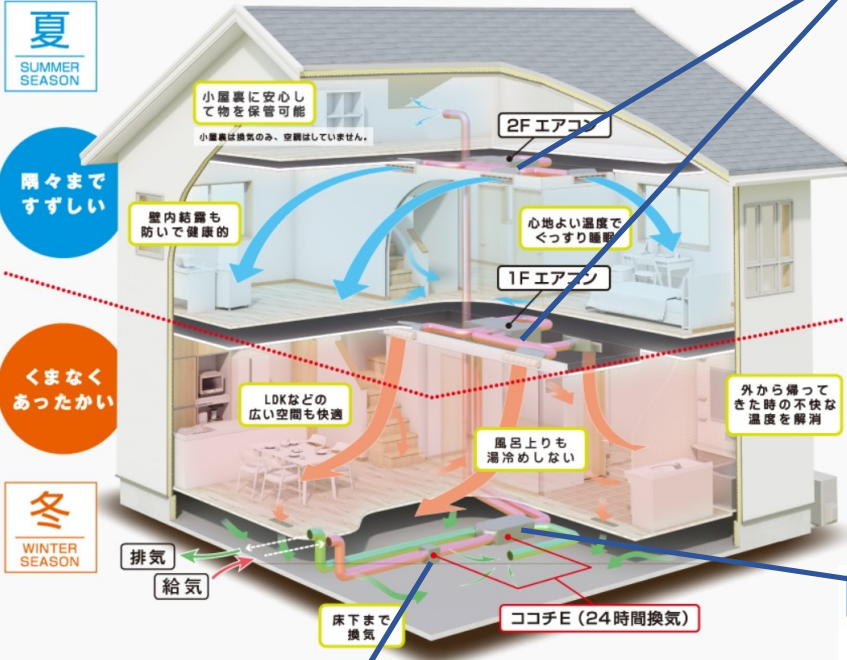 夏
SUMMER
SEASON
小屋裏に安心し
て物を保管可能
小屋裏は換気のみ、空調はしていません。
2F エアコン
隅々まで
すずしい
壁内結露も
防いで健康的
心地よい温度で
ぐっすり睡眠
1F エアコン
くまなく
あったかい
LDKなどの
広い空間も快適
外から帰って
きた時の不快な
温度を解消
風呂上りも
湯冷めしない
冬
WINTER
SEASON
排気
給気
床下まで
換気
ココチE（24時間換気）